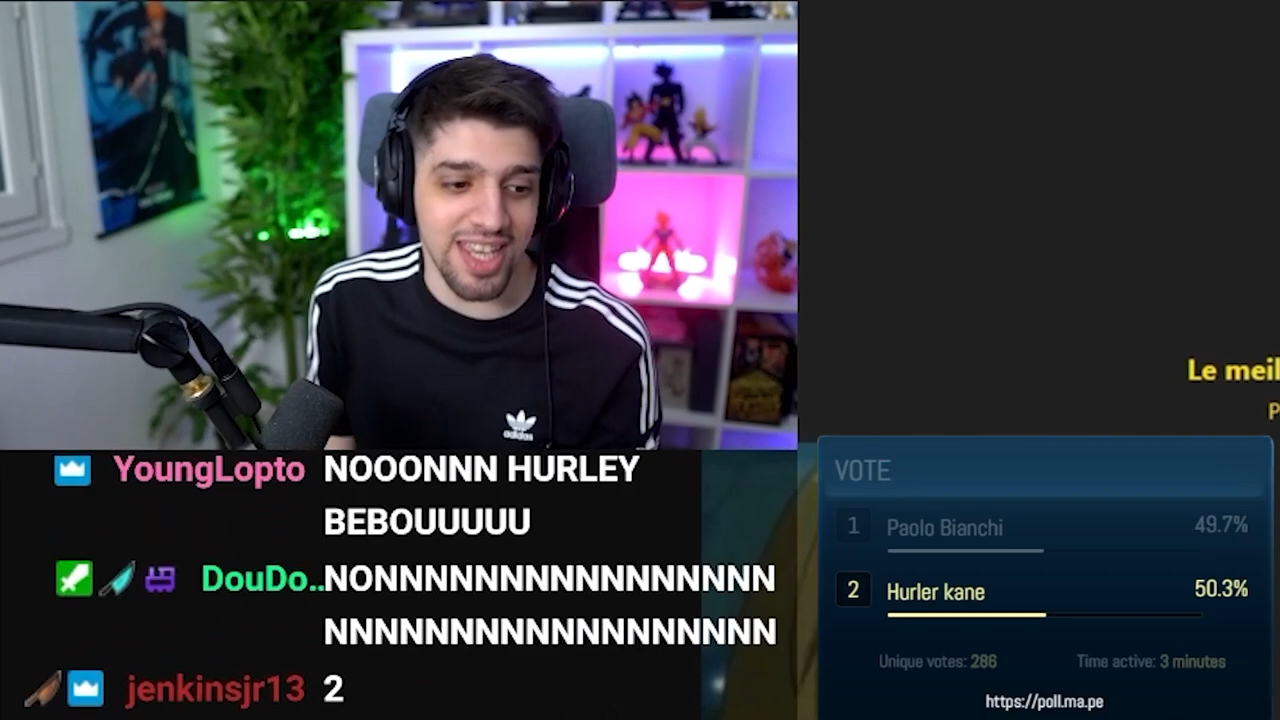 adidas
YoungLopto NOOONNN HURLEY
BEBOUUUUU
DouDo..NONNNNNNNNNNNNNNNNN
NNNNNNNNNNNNNNNNNNN
jenkinsjr13 2
Le meil
P
VOTE
1 Paolo Bianchi 49.7%
2 Hurler kane 50.3%
Unique votes: 286 Time active: 3 minutes
https://poll.ma.pe